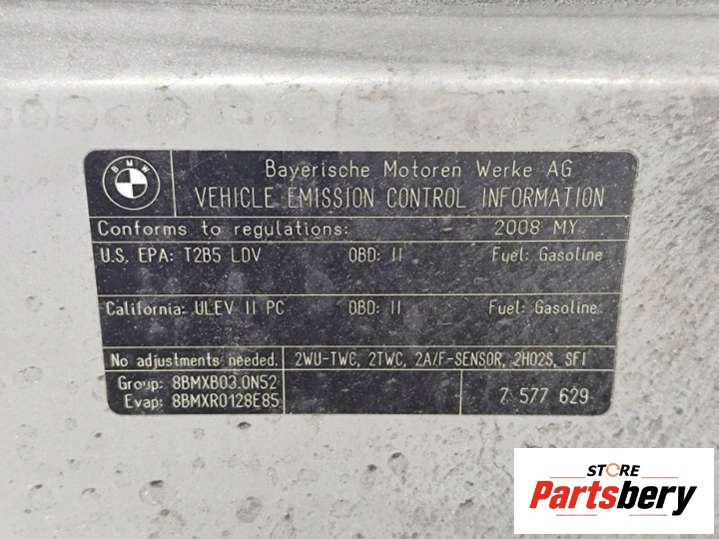 BMW
Bayerische Motoren Werke AG
VEHICLE EMISSION CONTROL INFORMATION
Conforms to regulations: 2008 MY
U.S. EPA: T2B5 LDV OBD: II Fuel: Gasoline
California: ULEV II PC OBD: II Fuel: Gasoline
No adjustments needed. 2WU-TWC, 2TWC, 2A/F-SENSOR, 2HO2S, SFI
Group: 8BMXB03.0N52
Evap: 8BMXR0128E85
7 577 629
STORE
Partsbery